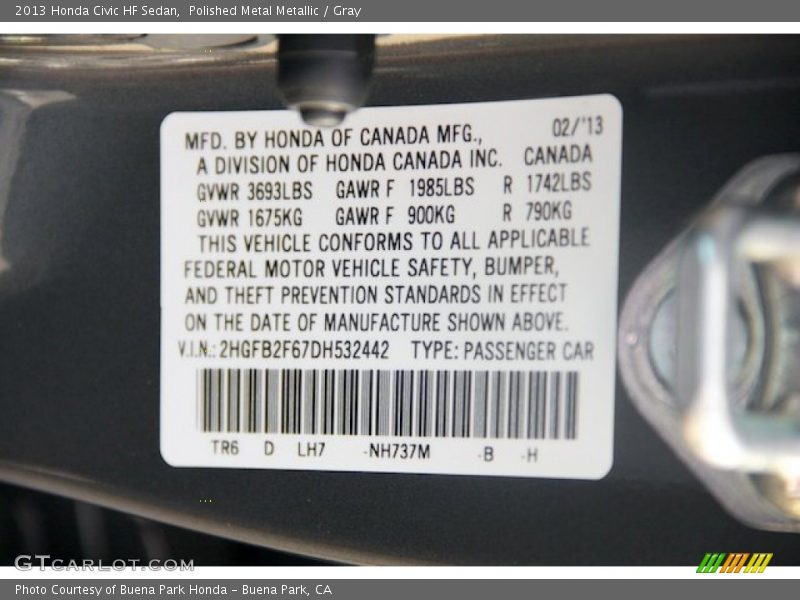 2013 Honda Civic HF Sedan,  Polished Metal Metallic / Gray
02/'13
MFD. BY HONDA OF CANADA MFG.,
A DIVISION OF HONDA CANADA INC.  CANADA
GVWR 3693LBS  GAWR F 1985LBS  R 1742LBS
GVWR 1675KG  GAWR F 900KG  R 790KG
THIS VEHICLE CONFORMS TO ALL APPLICABLE
FEDERAL MOTOR VEHICLE SAFETY, BUMPER,
AND THEFT PREVENTION STANDARDS IN EFFECT
ON THE DATE OF MANUFACTURE SHOWN ABOVE.
V.I.N.: 2HGFB2F67DH532442  TYPE: PASSENGER CAR
TR6  D  LH7  -NH737M  -B  -H
GTCARLOT.COM
Photo Courtesy of Buena Park Honda - Buena Park, CA